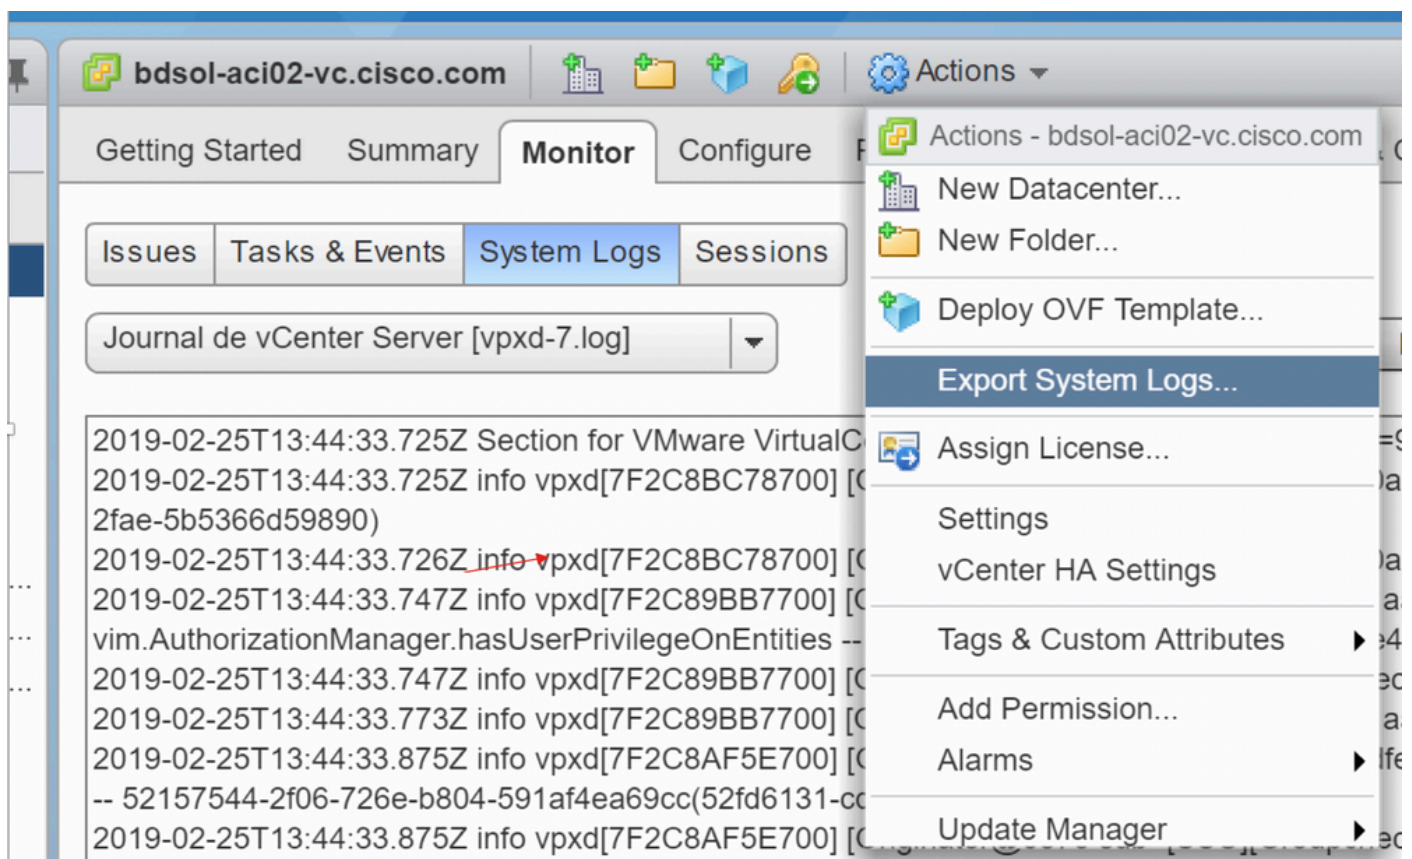 bdsol-aci02-vc.cisco.com Actions
Actions - bdsol-aci02-vc.cisco.com
Getting Started Summary Monitor Configure
New Datacenter...
New Folder...
Issues Tasks & Events System Logs Sessions
Deploy OVF Template...
Journal de vCenter Server [vpxd-7.log]
Export System Logs...
Assign License...
Settings
vCenter HA Settings
Tags & Custom Attributes
Add Permission...
Alarms
Update Manager
2019-02-25T13:44:33.725Z Section for VMware
2019-02-25T13:44:33.725Z info vpxd[7F2C8BC78700]
2fae-5b5366d59890)
2019-02-25T13:44:33.726Z info vpxd[7F2C8BC78700]
2019-02-25T13:44:33.747Z info vpxd[7F2C89BB7700]
vim.AuthorizationManager.hasUserPrivilegeOnEntities --
2019-02-25T13:44:33.747Z info vpxd[7F2C89BB7700]
2019-02-25T13:44:33.773Z info vpxd[7F2C89BB7700]
2019-02-25T13:44:33.875Z info vpxd[7F2C8AF5E700]
-- 52157544-2f06-726e-b804-591af4ea69cc(52fd6131-
2019-02-25T13:44:33.875Z info vpxd[7F2C8AF5E700]